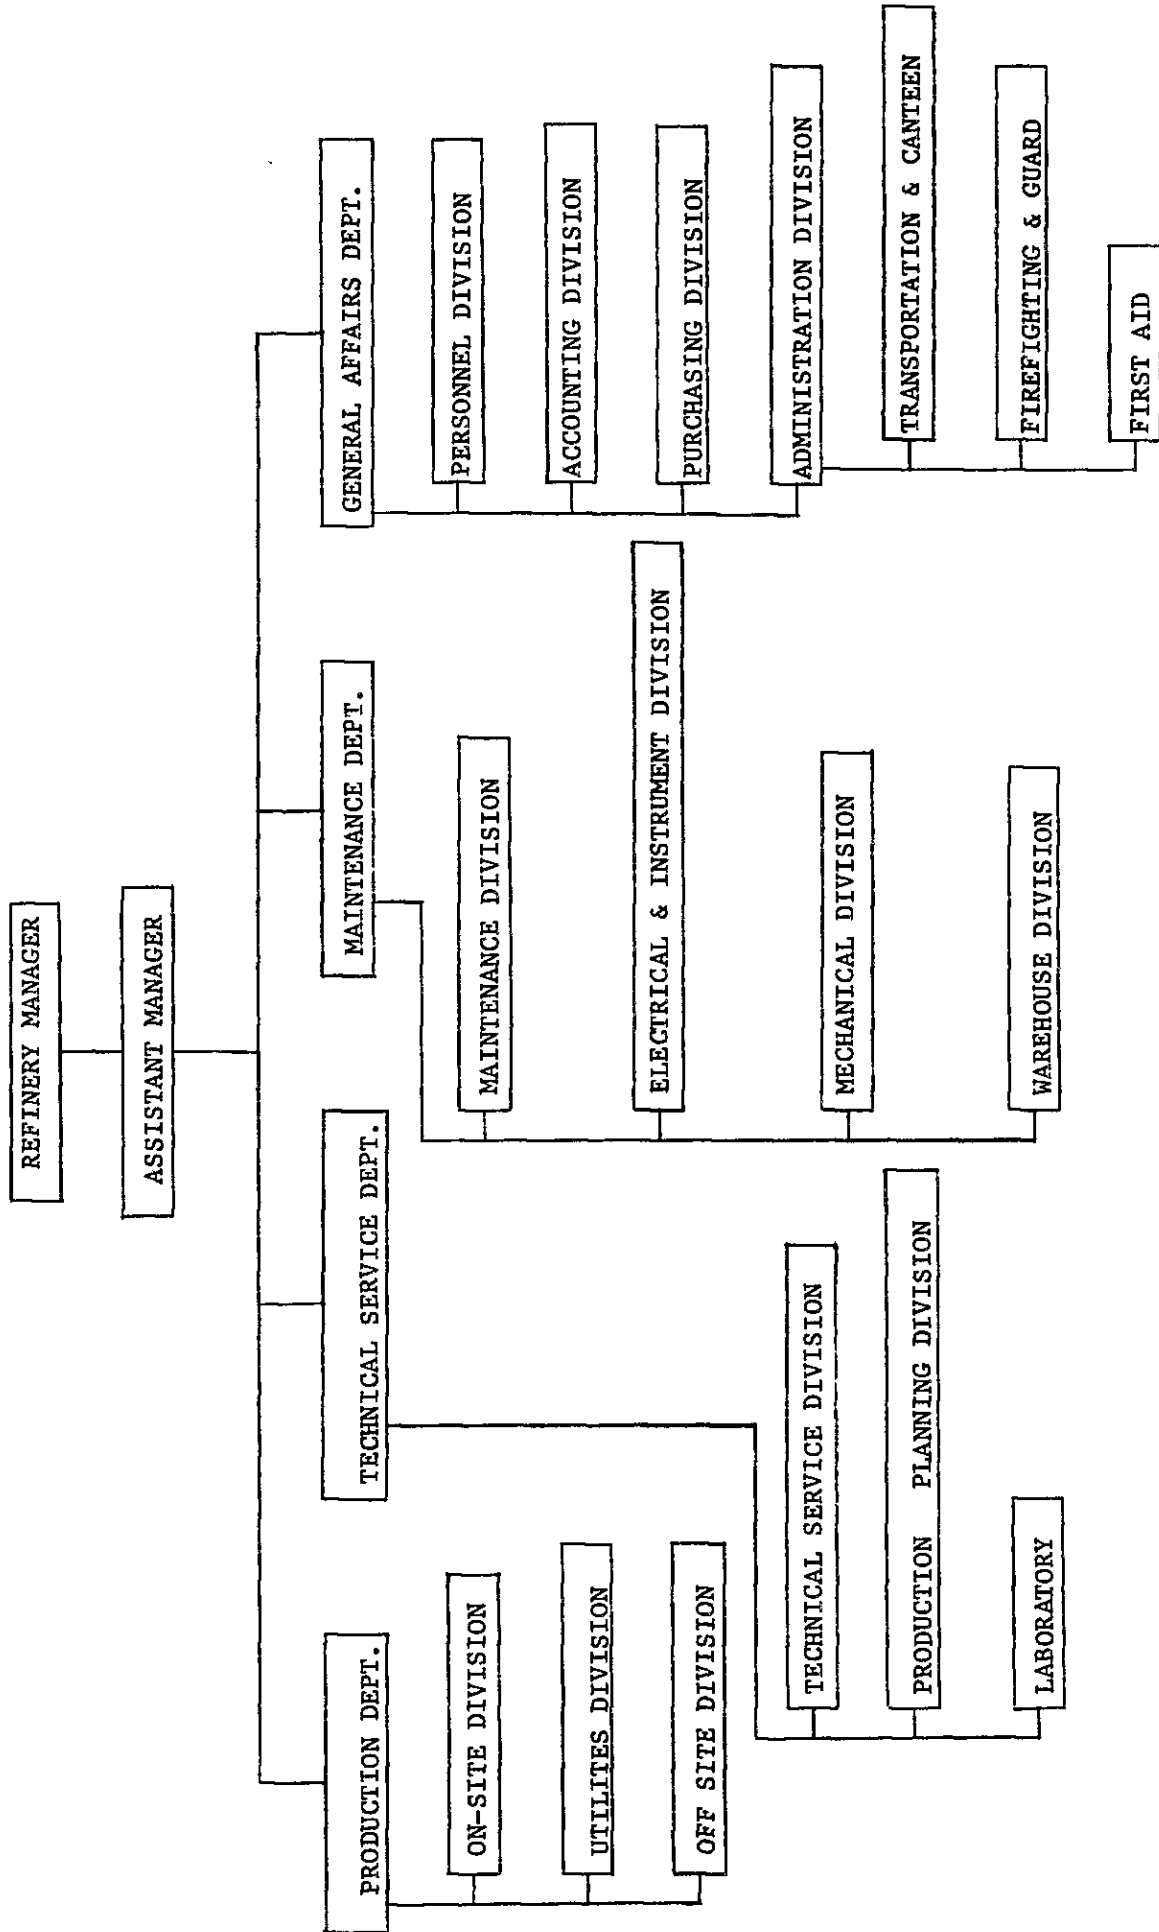 REFINERY MANAGER
ASSISTANT MANAGER
PRODUCTION DEPT.
ON-SITE DIVISION
UTILITES DIVISION
OFF SITE DIVISION
TECHNICAL SERVICE DEPT.
TECHNICAL SERVICE DIVISION
PRODUCTION PLANNING DIVISION
LABORATORY
MAINTENANCE DEPT.
MAINTENANCE DIVISION
ELECTRICAL & INSTRUMENT DIVISION
MECHANICAL DIVISION
WAREHOUSE DIVISION
GENERAL AFFAIRS DEPT.
PERSONNEL DIVISION
ACCOUNTING DIVISION
PURCHASING DIVISION
ADMINISTRATION DIVISION
TRANSPORTATION & CANTEEN
FIREFIGHTING & GUARD
FIRST AID